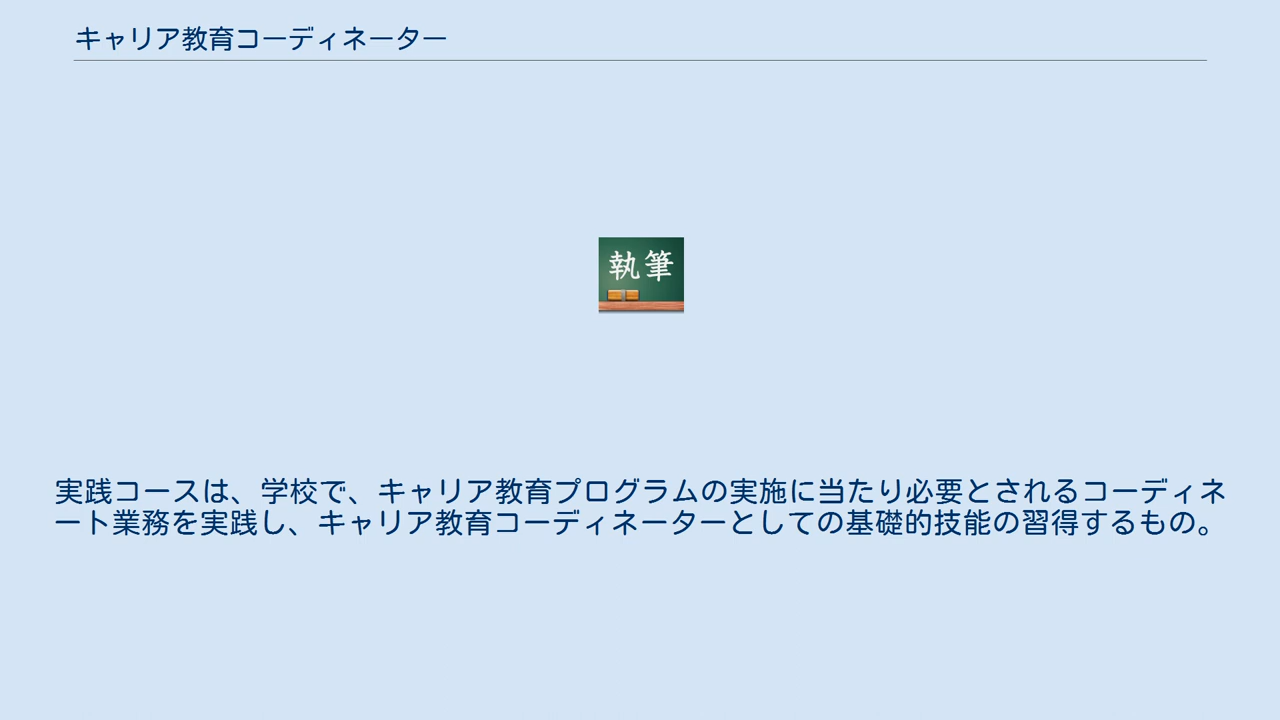 キャリア教育コーディネーター
執筆
実践コースは、学校で、キャリア教育プログラムの実施に当たり必要とされるコーディネ
ート業務を実践し、キャリア教育コーディネーターとしての基礎的技能の習得するもの。